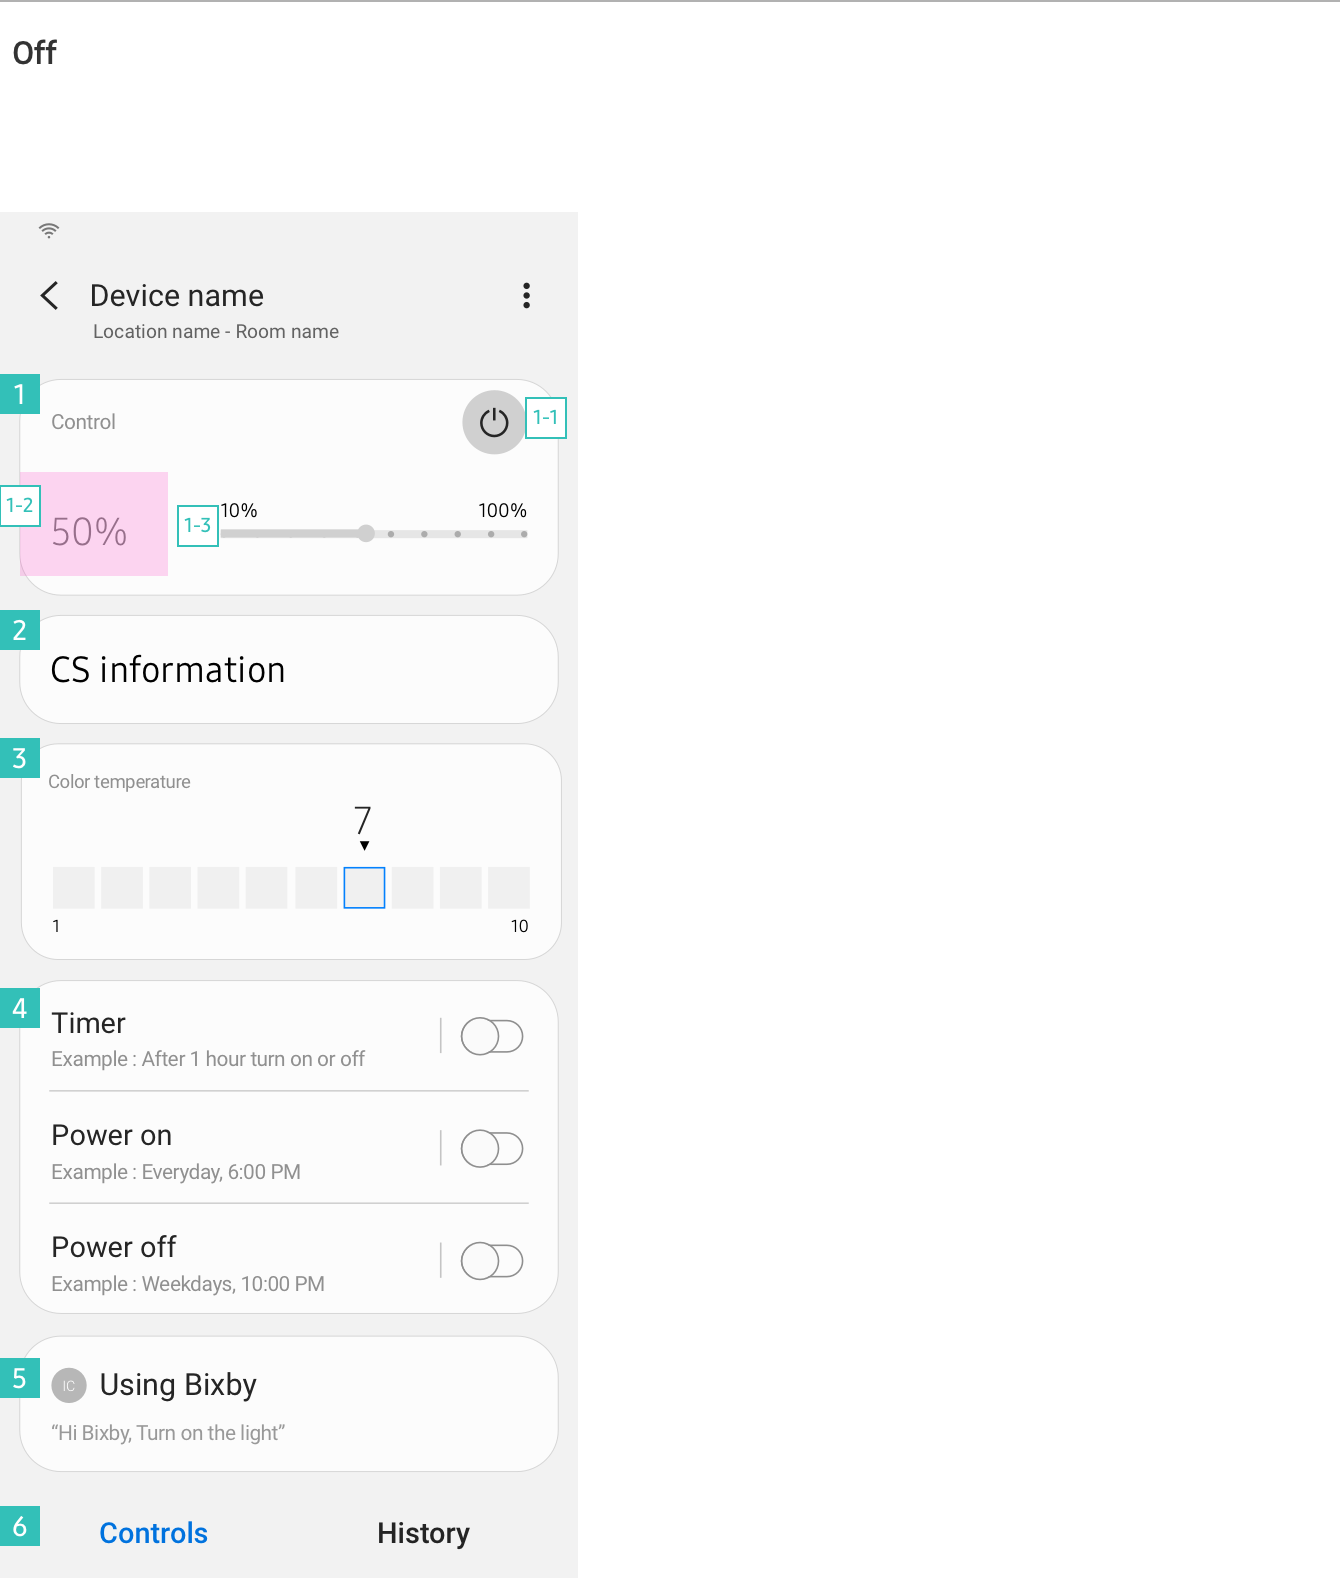 Off
Device name
Location name - Room name
1
Control
1-1
1-2
50%
1-3
10%
100%
2
CS information
3
Color temperature
7
1
10
4
Timer
Example : After 1 hour turn on or off
Power on
Example : Everyday, 6:00 PM
Power off
Example : Weekdays, 10:00 PM
5
IC
Using Bixby
“Hi Bixby, Turn on the light”
6
Controls
History